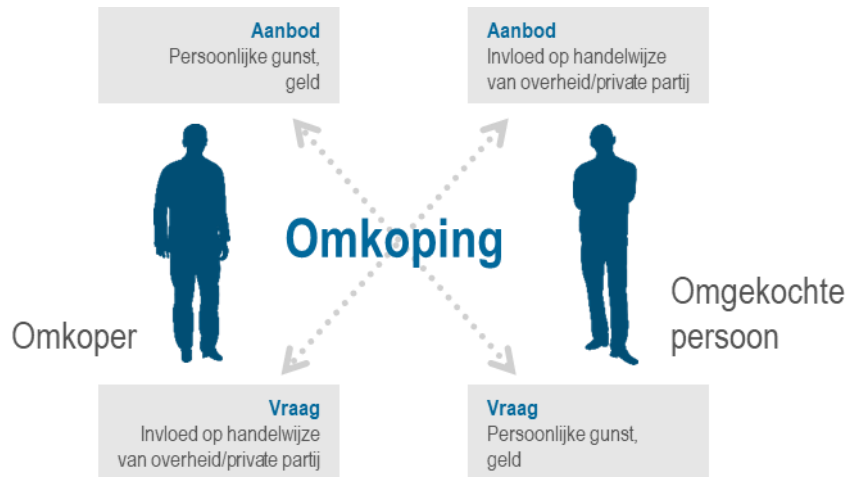 Aanbod
Persoonlijke gunst,
geld
Aanbod
Invloed op handelwijze
van overheid/private partij
Omkoping
Omkoper
Omgekochte
persoon
Vraag
Invloed op handelwijze
van overheid/private partij
Vraag
Persoonlijke gunst,
geld